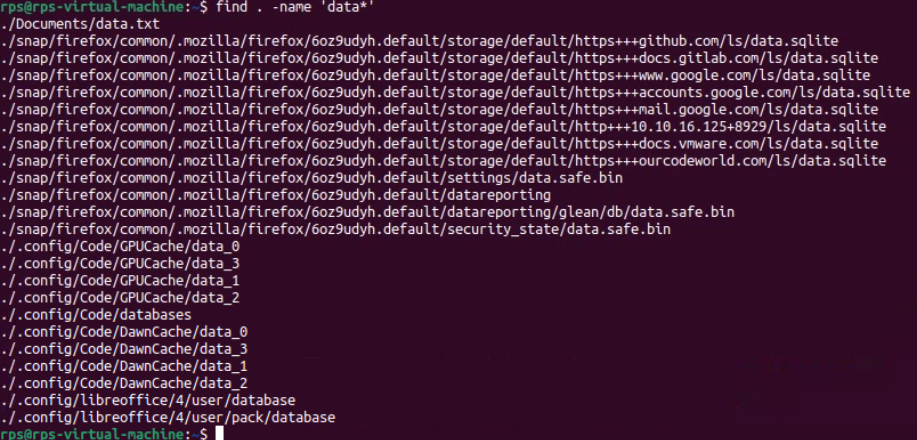 rps@rps-virtual-machine:~$ find . -name 'data*'
./Documents/data.txt
./snap/firefox/common/.mozilla/firefox/6oz9udyh.default/storage/default/https+++github.com/ls/data.sqlite
./snap/firefox/common/.mozilla/firefox/6oz9udyh.default/storage/default/https+++docs.gitlab.com/ls/data.sqlite
./snap/firefox/common/.mozilla/firefox/6oz9udyh.default/storage/default/https+++www.google.com/ls/data.sqlite
./snap/firefox/common/.mozilla/firefox/6oz9udyh.default/storage/default/https+++accounts.google.com/ls/data.sqlite
./snap/firefox/common/.mozilla/firefox/6oz9udyh.default/storage/default/https+++mail.google.com/ls/data.sqlite
./snap/firefox/common/.mozilla/firefox/6oz9udyh.default/storage/default/http+++10.10.16.125+8929/ls/data.sqlite
./snap/firefox/common/.mozilla/firefox/6oz9udyh.default/storage/default/https+++docs.vmware.com/ls/data.sqlite
./snap/firefox/common/.mozilla/firefox/6oz9udyh.default/storage/default/https+++ourcodeworld.com/ls/data.sqlite
./snap/firefox/common/.mozilla/firefox/6oz9udyh.default/settings/data.safe.bin
./snap/firefox/common/.mozilla/firefox/6oz9udyh.default/datareporting
./snap/firefox/common/.mozilla/firefox/6oz9udyh.default/datareporting/glean/db/data.safe.bin
./snap/firefox/common/.mozilla/firefox/6oz9udyh.default/security_state/data.safe.bin
./.config/Code/GPUCache/data_0
./.config/Code/GPUCache/data_3
./.config/Code/GPUCache/data_1
./.config/Code/GPUCache/data_2
./.config/Code/databases
./.config/Code/DawnCache/data_0
./.config/Code/DawnCache/data_3
./.config/Code/DawnCache/data_1
./.config/Code/DawnCache/data_2
./.config/libreoffice/4/user/database
./.config/libreoffice/4/user/pack/database
rps@rps-virtual-machine:~$